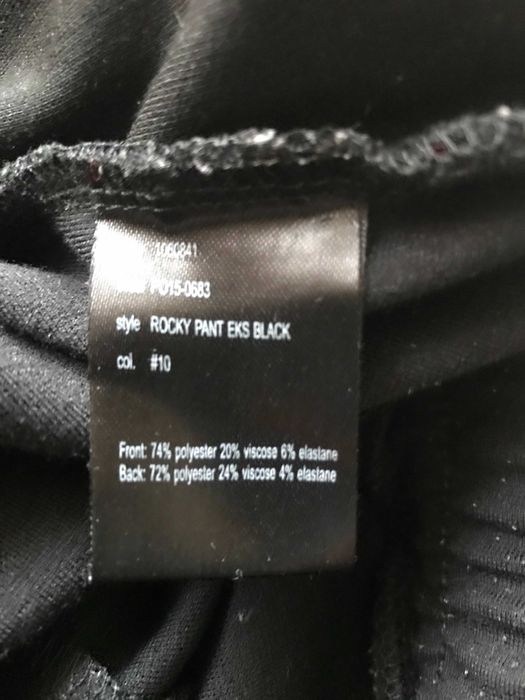 1060841
PO15-0683
style ROCKY PANT EKS BLACK
col. #10
Front: 74% polyester 20% viscose 6% elastane
Back: 72% polyester 24% viscose 4% elastane